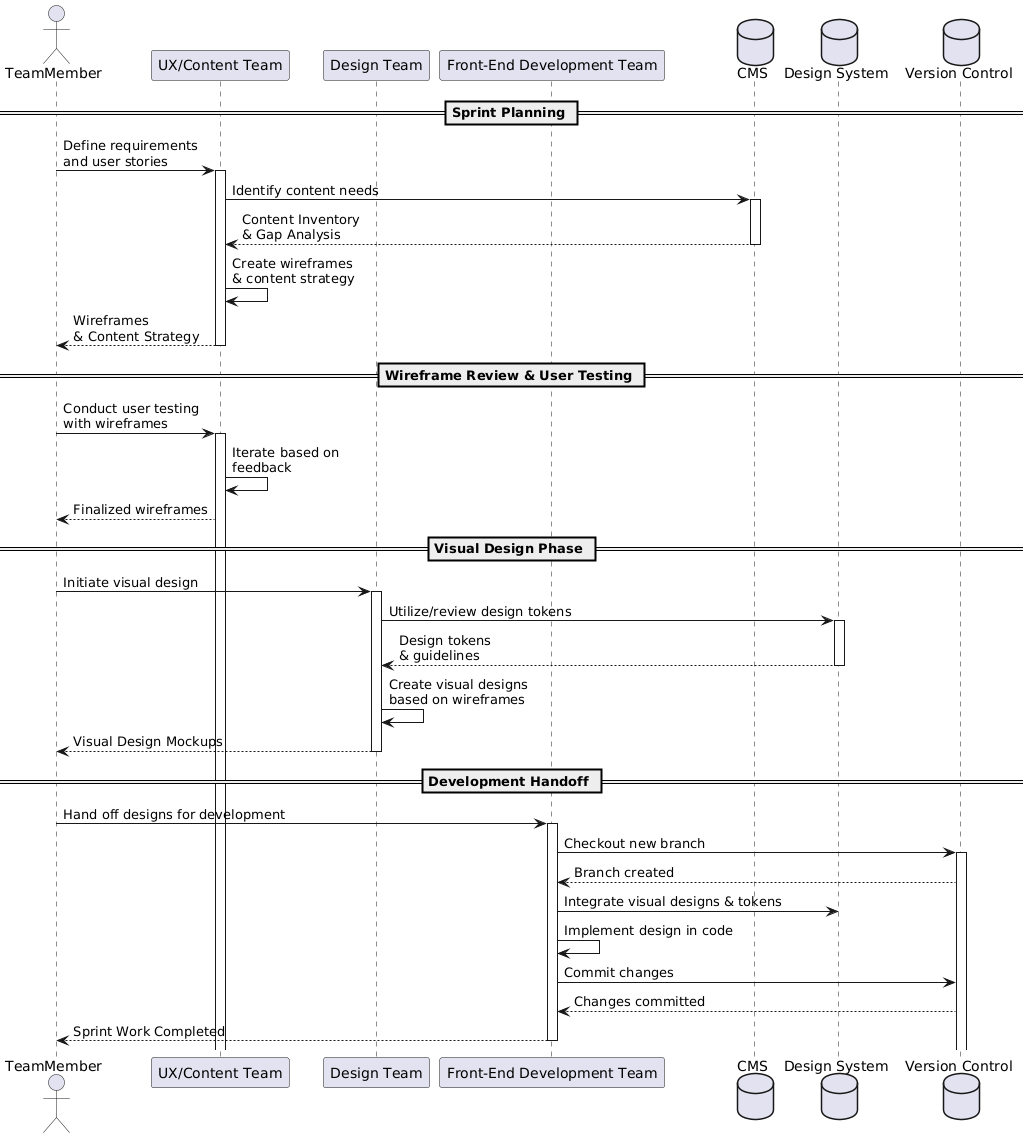 TeamMember
UX/Content Team
Design Team
Front-End Development Team
CMS
Design System
Version Control
Sprint Planning
Define requirements
and user stories
Identify content needs
Content Inventory
& Gap Analysis
Create wireframes
& content strategy
Wireframes
& Content Strategy
Wireframe Review & User Testing
Conduct user testing
with wireframes
Iterate based on
feedback
Finalized wireframes
Visual Design Phase
Initiate visual design
Utilize/review design tokens
Design tokens
& guidelines
Create visual designs
based on wireframes
Visual Design Mockups
Development Handoff
Hand off designs for development
Checkout new branch
Branch created
Integrate visual designs & tokens
Implement design in code
Commit changes
Changes committed
Sprint Work Completed
TeamMember
UX/Content Team
Design Team
Front-End Development Team
CMS
Design System
Version Control